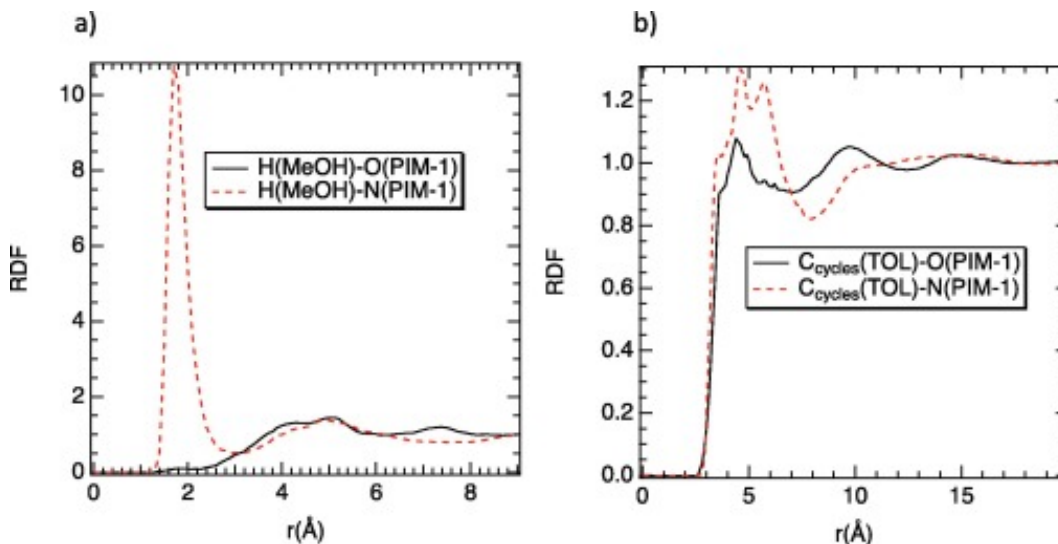 a)
10
8
6
4
2
0
RDF
H(MeOH)-O(PIM-1)
H(MeOH)-N(PIM-1)
0 2 4 6 8
r(Å)
b)
1.2
1.0
0.8
0.6
0.4
0.2
0.0
RDF
Ccycles(TOL)-O(PIM-1)
Ccycles(TOL)-N(PIM-1)
0 5 10 15
r(Å)